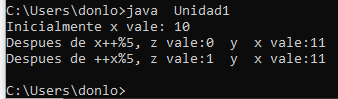 C:\Users\donlo>java  Unidad1
Inicialmente x vale: 10
Despues de x++%5, z vale:0  y  x vale:11
Despues de ++x%5, z vale:1  y  x vale:11
C:\Users\donlo>